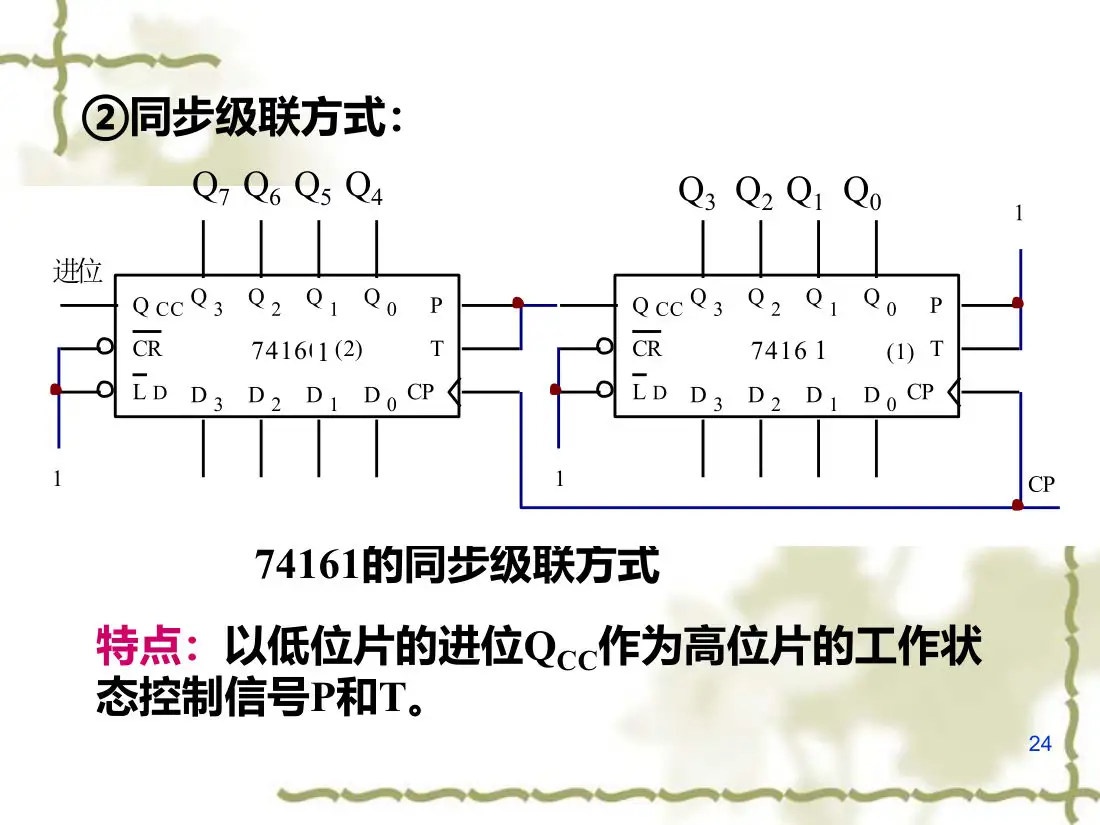 ②同步级联方式：
Q7 Q6 Q5 Q4
Q3 Q2 Q1 Q0
1
进位
QCC Q3 Q2 Q1 Q0 P
CR 74161 (2) T
LD D3 D2 D1 D0 CP
QCC Q3 Q2 Q1 Q0 P
CR 74161 (1) T
LD D3 D2 D1 D0 CP
1
1
CP
74161的同步级联方式
特点：以低位片的进位QCC作为高位片的工作状
态控制信号P和T。
24